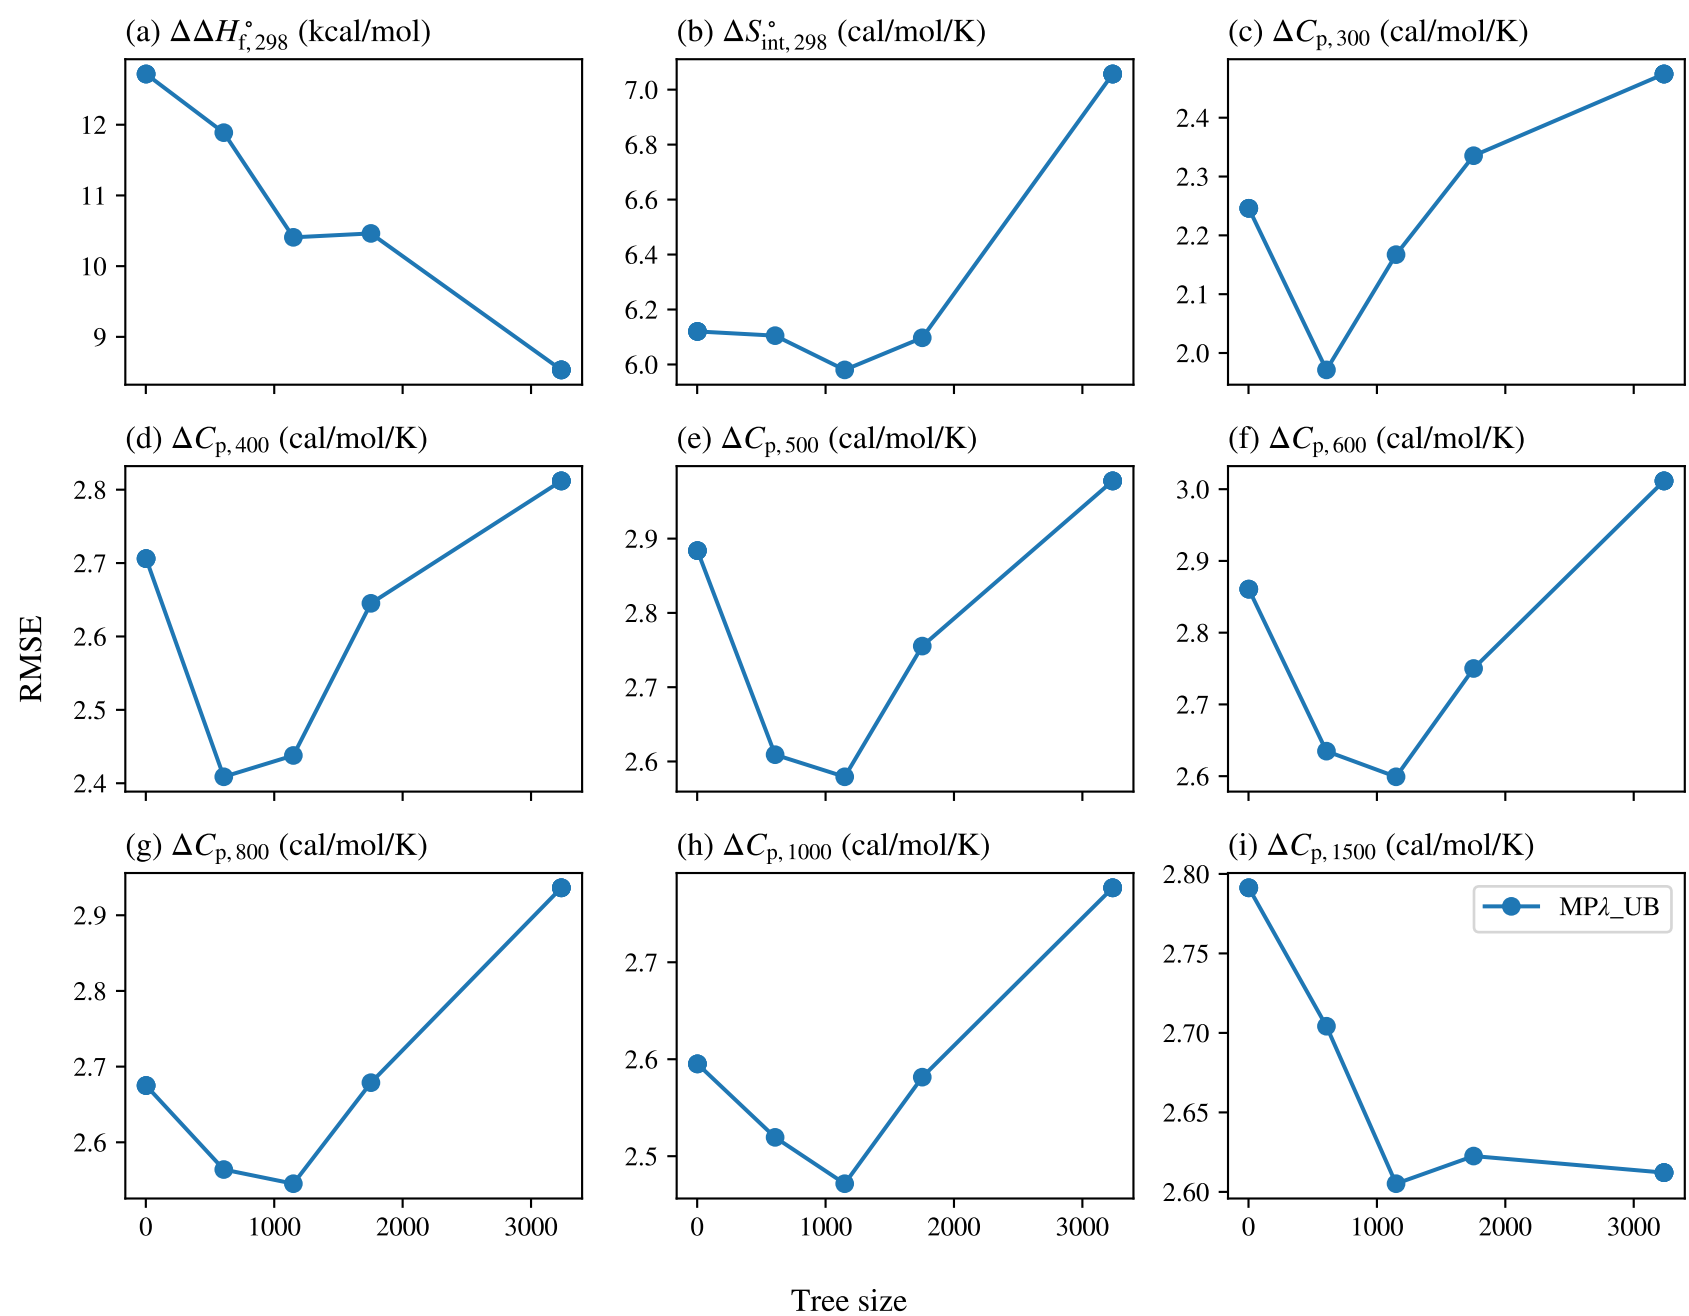 (a) ΔΔH°f, 298 (kcal/mol)
(b) ΔS°int, 298 (cal/mol/K)
(c) ΔCp, 300 (cal/mol/K)
12
11
10
9
7.0
6.8
6.6
6.4
6.2
6.0
2.4
2.3
2.2
2.1
2.0
(d) ΔCp, 400 (cal/mol/K)
(e) ΔCp, 500 (cal/mol/K)
(f) ΔCp, 600 (cal/mol/K)
RMSE
2.8
2.7
2.6
2.5
2.4
2.9
2.8
2.7
2.6
3.0
2.9
2.8
2.7
2.6
(g) ΔCp, 800 (cal/mol/K)
(h) ΔCp, 1000 (cal/mol/K)
(i) ΔCp, 1500 (cal/mol/K)
2.9
2.8
2.7
2.6
2.7
2.6
2.5
2.80
2.75
2.70
2.65
2.60
MPλ_UB
0 1000 2000 3000
0 1000 2000 3000
0 1000 2000 3000
Tree size